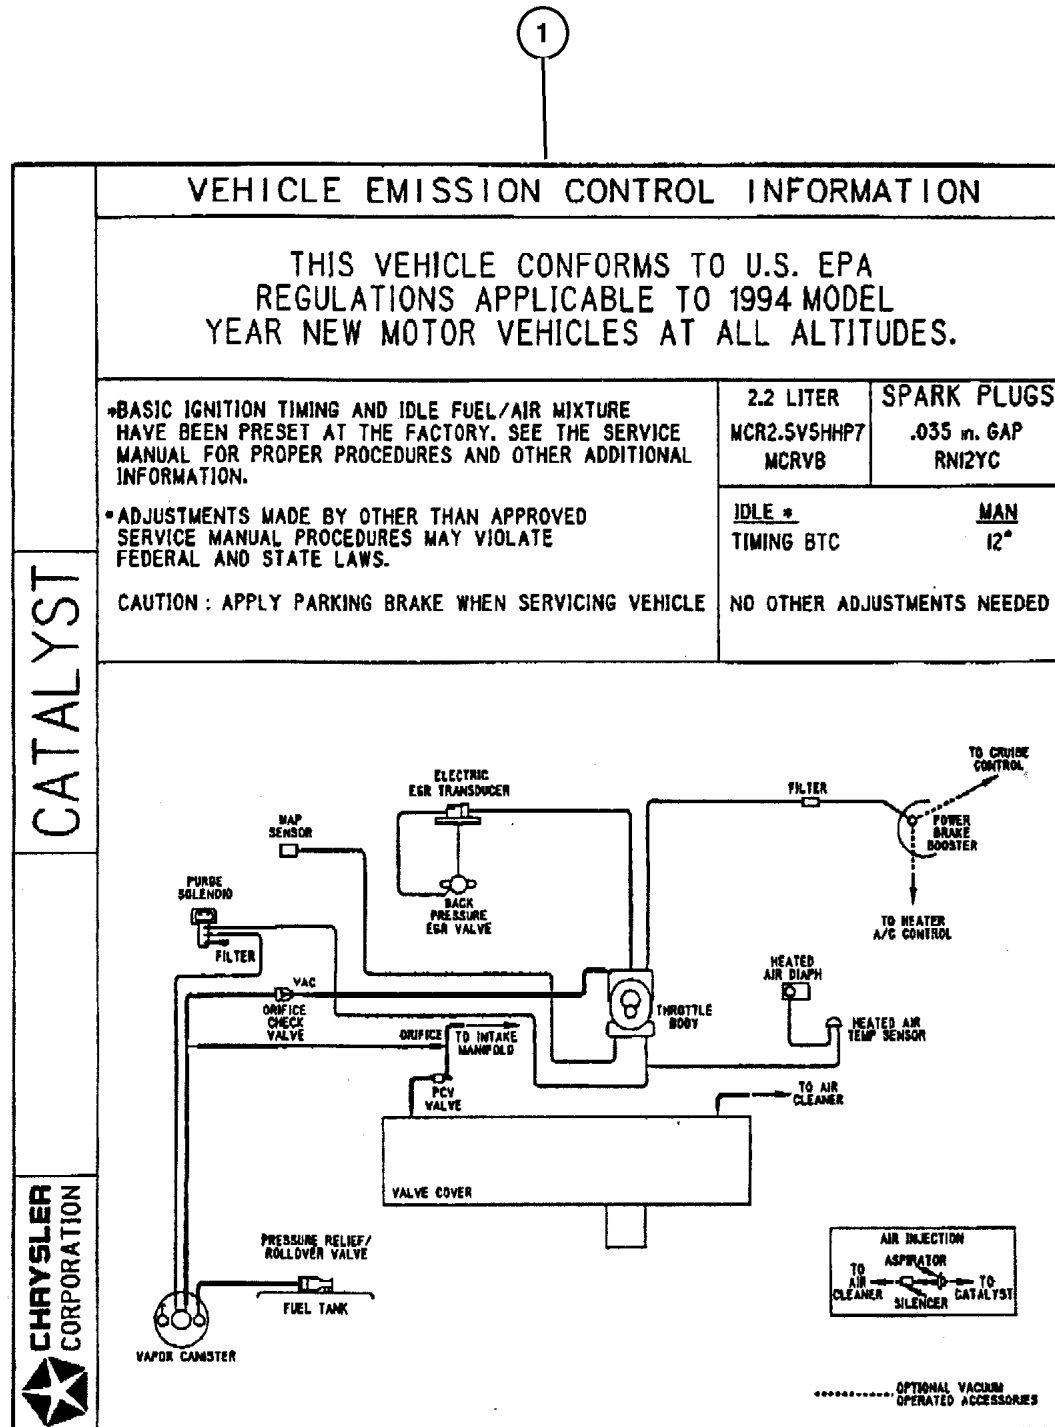 1
VEHICLE EMISSION CONTROL INFORMATION
THIS VEHICLE CONFORMS TO U.S. EPA
REGULATIONS APPLICABLE TO 1994 MODEL
YEAR NEW MOTOR VEHICLES AT ALL ALTITUDES.
*BASIC IGNITION TIMING AND IDLE FUEL/AIR MIXTURE
HAVE BEEN PRESET AT THE FACTORY. SEE THE SERVICE
MANUAL FOR PROPER PROCEDURES AND OTHER ADDITIONAL
INFORMATION.
*ADJUSTMENTS MADE BY OTHER THAN APPROVED
SERVICE MANUAL PROCEDURES MAY VIOLATE
FEDERAL AND STATE LAWS.
CAUTION : APPLY PARKING BRAKE WHEN SERVICING VEHICLE
2.2 LITER
MCR2.5V5HHP7
MCRVB
SPARK PLUGS
.035 in. GAP
RN12YC
IDLE * MAN
TIMING BTC 12°
NO OTHER ADJUSTMENTS NEEDED
CATALYST
CHRYSLER
CORPORATION
TO CRUISE
CONTROL
ELECTRIC
EGR TRANSDUCER
FILTER
MAP
SENSOR
POWER
BRAKE
BOOSTER
PURGE
SOLENOID
BACK
PRESSURE
EGR VALVE
TO HEATER
A/C CONTROL
FILTER
HEATED
AIR DIAPH
VAC
ORIFICE
CHECK
VALVE
THROTTLE
BODY
HEATED AIR
TEMP SENSOR
ORIFICE
TO INTAKE
MANIFOLD
PCV
VALVE
TO AIR
CLEANER
VALVE COVER
PRESSURE RELIEF/
ROLLOVER VALVE
FUEL TANK
VAPOR CANISTER
AIR INJECTION
ASPIRATOR
TO
AIR
CLEANER
SILENCER
TO
CATALYST
OPTIONAL VACUUM
OPERATED ACCESSORIES